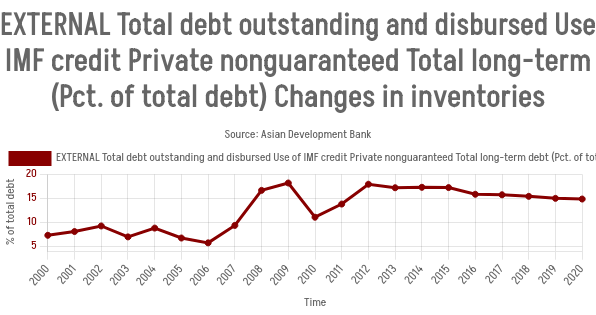 EXTERNAL Total debt outstanding and disbursed Use
IMF credit Private nonguaranteed Total long-term
(Pct. of total debt) Changes in inventories
Source: Asian Development Bank
EXTERNAL Total debt outstanding and disbursed Use of IMF credit Private nonguaranteed Total long-term debt (Pct. of tot
% of total debt
20
15
10
5
2000 2001 2002 2003 2004 2005 2006 2007 2008 2009 2010 2011 2012 2013 2014 2015 2016 2017 2018 2019 2020
Time